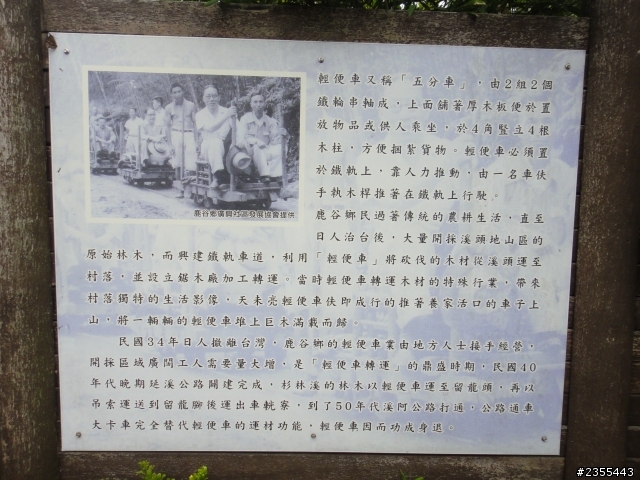 輕便車又稱「五分車」，由2組2個
鐵輪串軸成，上面舖著厚木板便於置
放物品或供人乘坐，於4角豎立4根
木柱，方便捆紮貨物。輕便車必須置
於鐵軌上，靠人力推動，由一名車伕
手執木桿推著在鐵軌上行駛。
鹿谷鄉民過著傳統的農耕生活，直至
日人治台後，大量開採溪頭地山區的
鹿谷鄉廣興社區發展協會提供
原始林木，而興建鐵軌車道，利用「輕便車」將砍伐的木材從溪頭運至
村落，並設立鋸木廠加工轉運。當時輕便車轉運木材的特殊行業，帶來
村落獨特的生活影像，天未亮輕便車伕即成行的推著養家活口的車子上
山，將一輛輛的輕便車堆上巨木滿載而歸。
民國34年日人撤離台灣，鹿谷鄉的輕便車業由地方人士接手經營，
開採區域廣闊工人需要量大增，是「輕便車轉運」的鼎盛時期，民國40
年代晚期延溪公路闢建完成，杉林溪的林木以輕便車運至留龍頭，再以
吊索運送到留龍腳後運出車輄寮，到了50年代溪阿公路打通，公路通車
大卡車完全替代輕便車的運材功能，輕便車因而功成身退。
#2355443